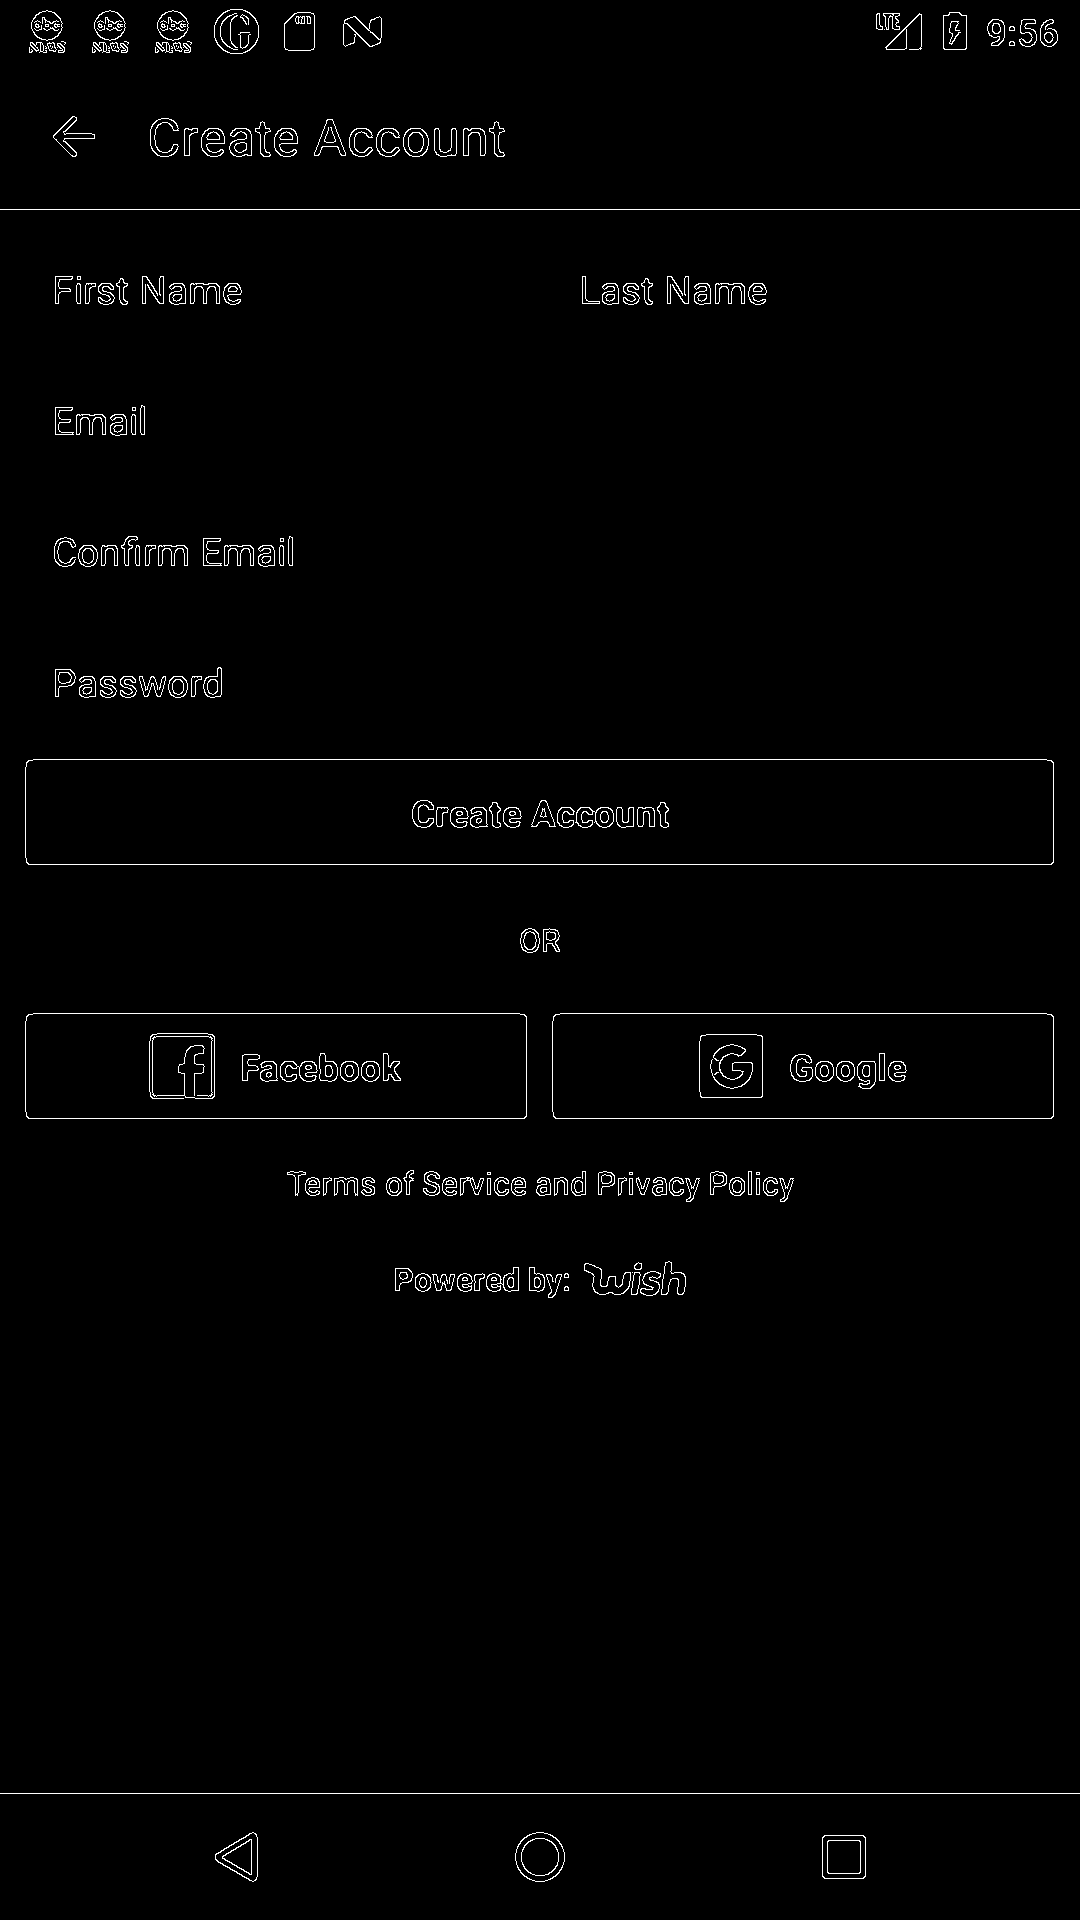 abc NEWS abc NEWS abc NEWS G N LTE 9:56
Create Account
First Name Last Name
Email
Confirm Email
Password
Create Account
OR
Facebook Google
Terms of Service and Privacy Policy
Powered by: wish